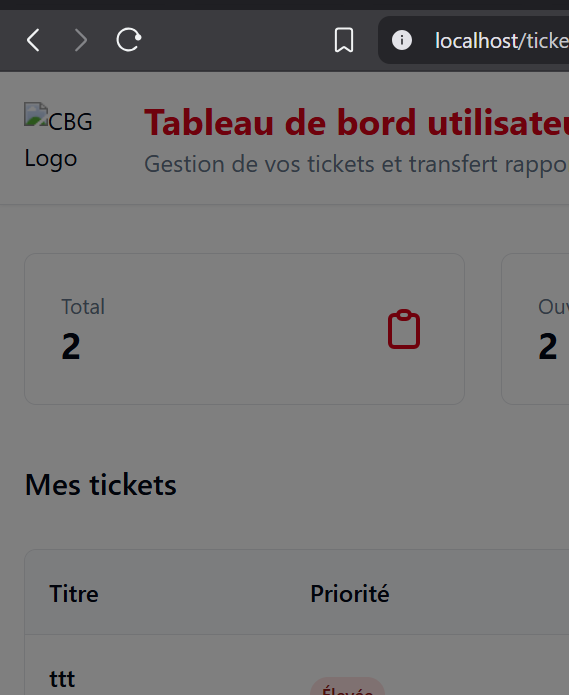 localhost/ticke
CBG
Logo
Tableau de bord utilisateu
Gestion de vos tickets et transfert rappo
Total
2
Ouv
2
Mes tickets
Titre
Priorité
ttt
Élevée